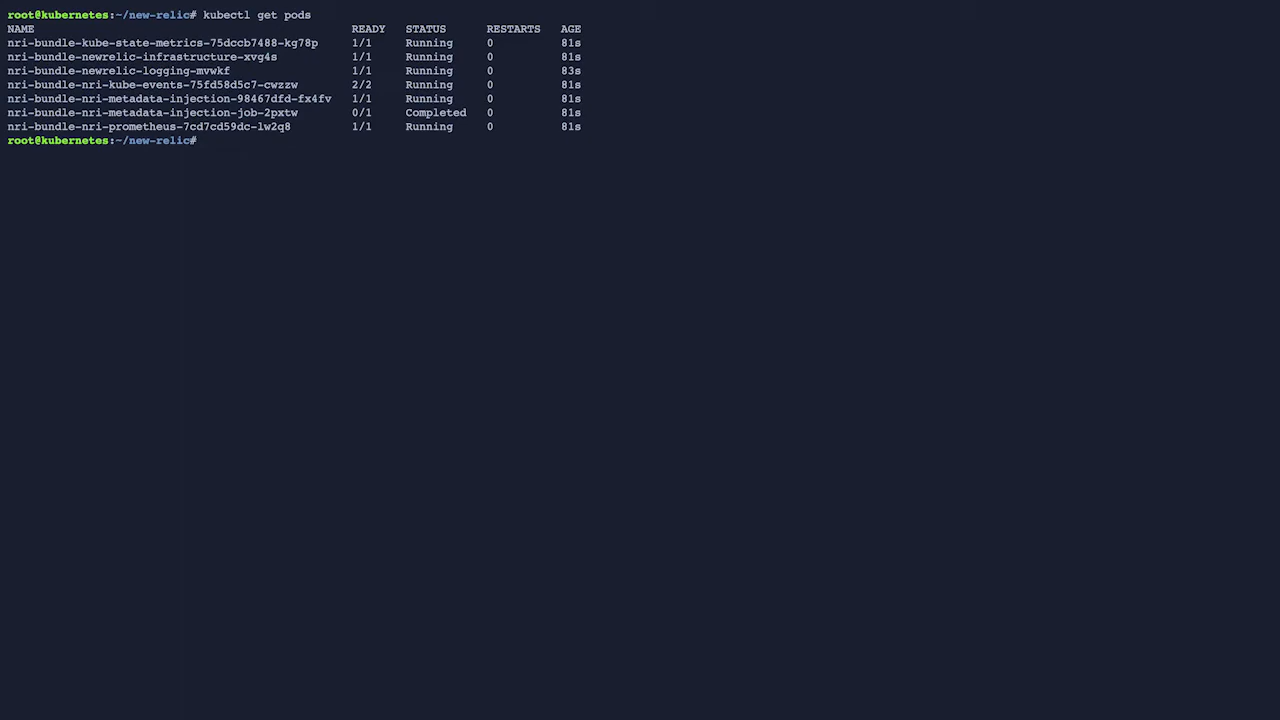 root@kubernetes:~/new-relic# kubectl get pods
NAME READY STATUS RESTARTS AGE
nri-bundle-kube-state-metrics-75dccb7488-kg78p 1/1 Running 0 81s
nri-bundle-newrelic-infrastructure-xvg4s 1/1 Running 0 81s
nri-bundle-newrelic-logging-mvwkf 1/1 Running 0 83s
nri-bundle-nri-kube-events-75fd58d5c7-cwzzw 2/2 Running 0 81s
nri-bundle-nri-metadata-injection-98467dfd-fx4fv 1/1 Running 0 81s
nri-bundle-nri-metadata-injection-job-2pxtw 0/1 Completed 0 81s
nri-bundle-nri-prometheus-7cd7cd59dc-lw2q8 1/1 Running 0 81s
root@kubernetes:~/new-relic#